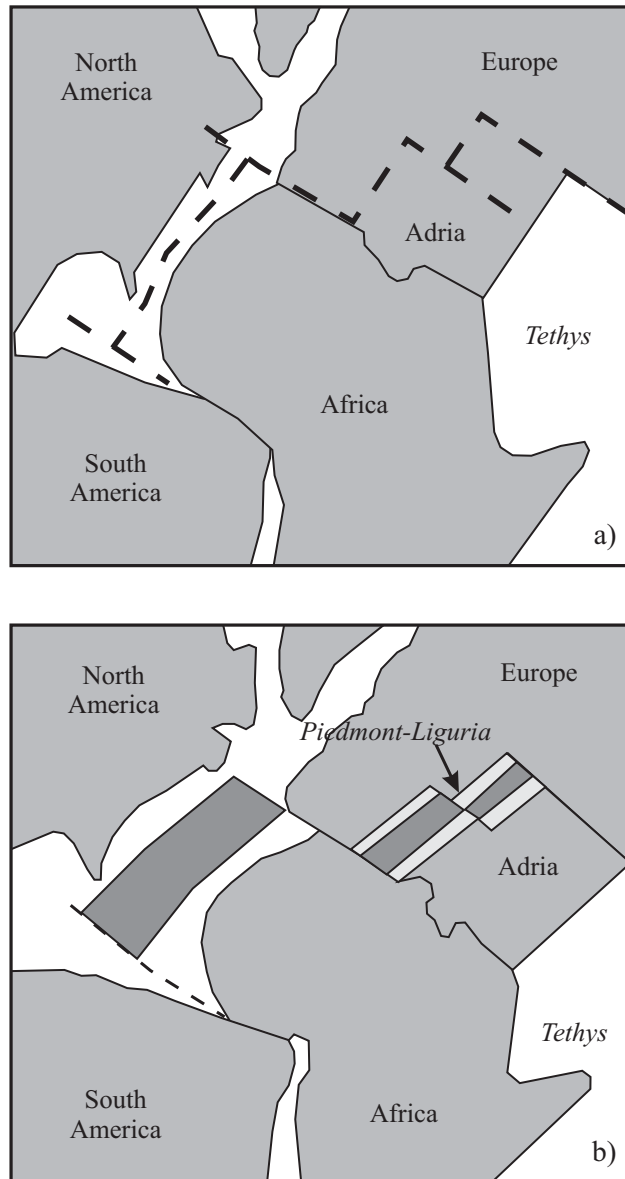 North
America
Europe
Adria
Tethys
Africa
South
America
a)
North
America
Europe
Piedmont-Liguria
Adria
Tethys
South
America
Africa
b)